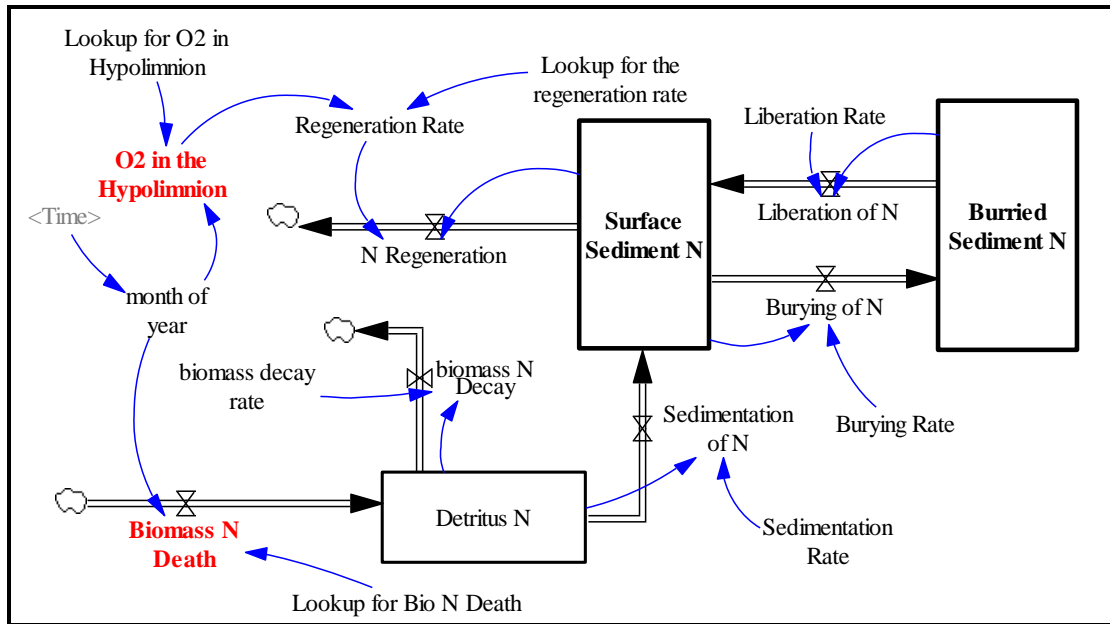 Lookup for O2 in
Hypolimnion
Lookup for the
regeneration rate
Regeneration Rate
Liberation Rate
O2 in the
Hypolimnion
<Time>
Surface
Sediment N
Liberation of N
Burried
Sediment N
N Regeneration
month of
year
Burying of N
biomass decay
rate
biomass N
Decay
Sedimentation
of N
Burying Rate
Detritus N
Biomass N
Death
Sedimentation
Rate
Lookup for Bio N Death